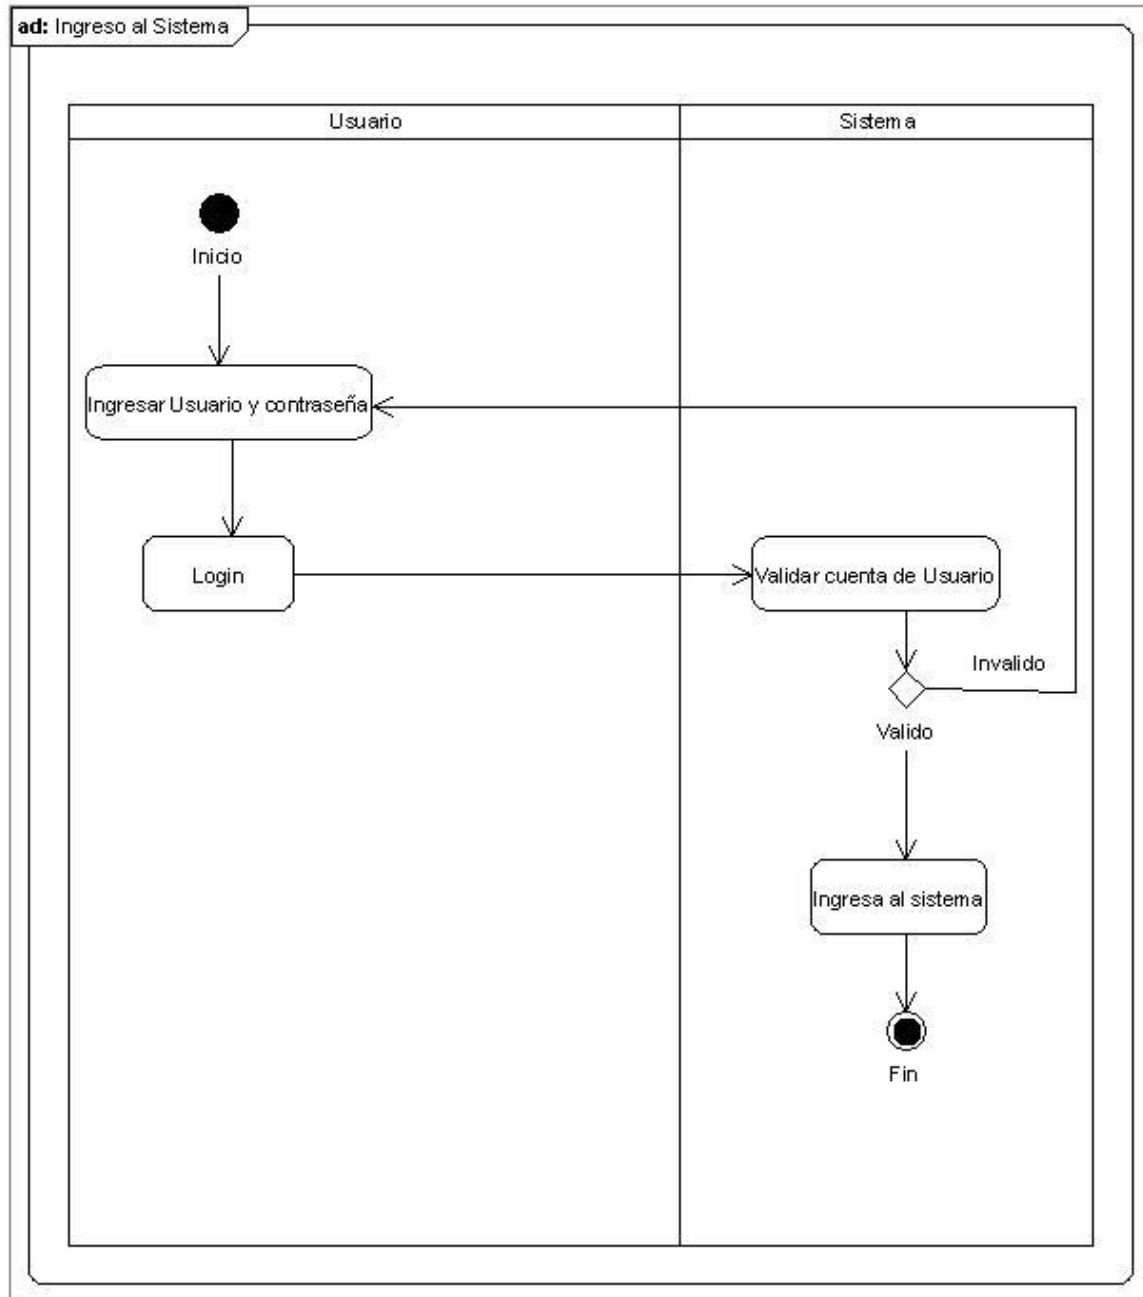 ad: Ingreso al Sistema
Usuario
Sistema
Inicio
Ingresar Usuario y contraseña
Login
Validar cuenta de Usuario
Invalido
Valido
Ingresa al sistema
Fin